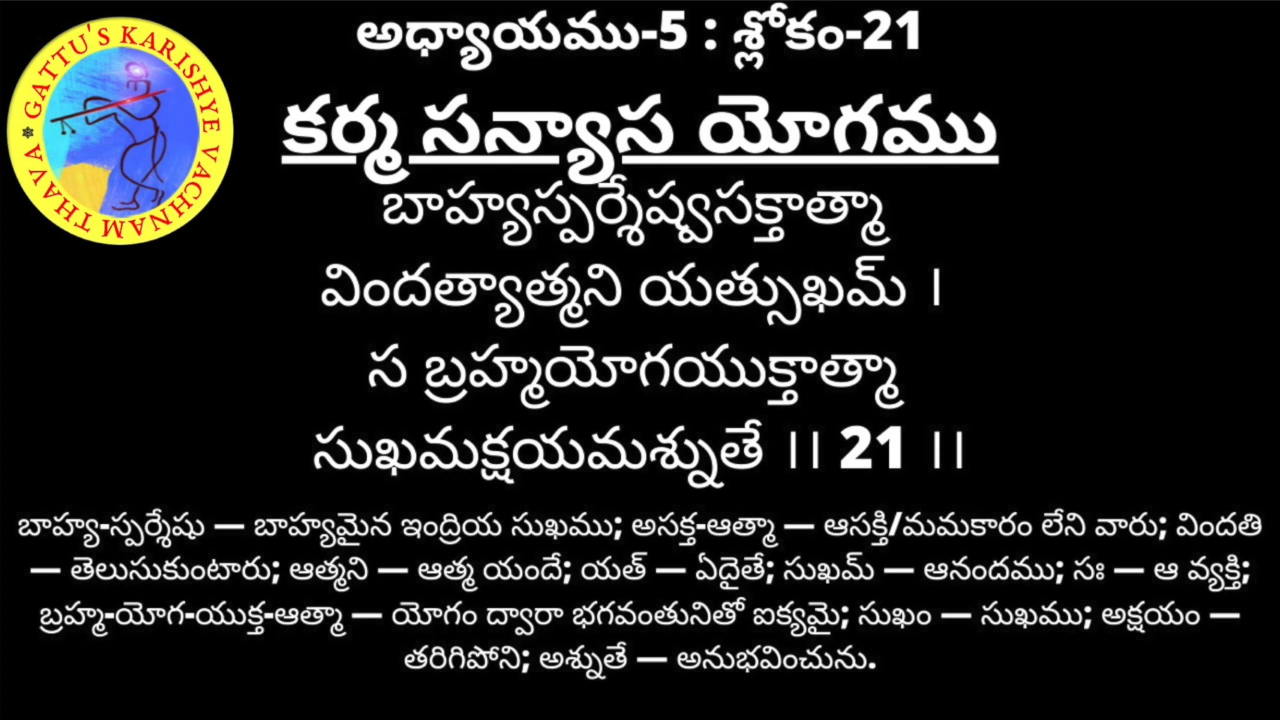 GATTU'S KARISHYE VACHNAM THAVA
అధ్యాయము-5 : శ్లోకం-21
కర్మ సన్యాస యోగము
బాహ్యస్పర్శేష్వసక్తాత్మా
విందత్యాత్మని యత్సుఖమ్ ।
స బ్రహ్మయోగయుక్తాత్మా
సుఖమక్షయమశ్నుతే ।। 21 ।।
బాహ్య-స్పర్శేషు — బాహ్యమైన ఇంద్రియ సుఖము; అసక్త-ఆత్మా — ఆసక్తి/మమకారం లేని వారు; విందతి
— తెలుసుకుంటారు; ఆత్మని — ఆత్మ యందే; యత్ — ఏదైతే; సుఖమ్ — ఆనందము; సః — ఆ వ్యక్తి;
బ్రహ్మ-యోగ-యుక్త-ఆత్మా — యోగం ద్వారా భగవంతునితో ఐక్యమై; సుఖం — సుఖము; అక్షయం —
తరిగిపోని; అశ్నుతే — అనుభవించును.